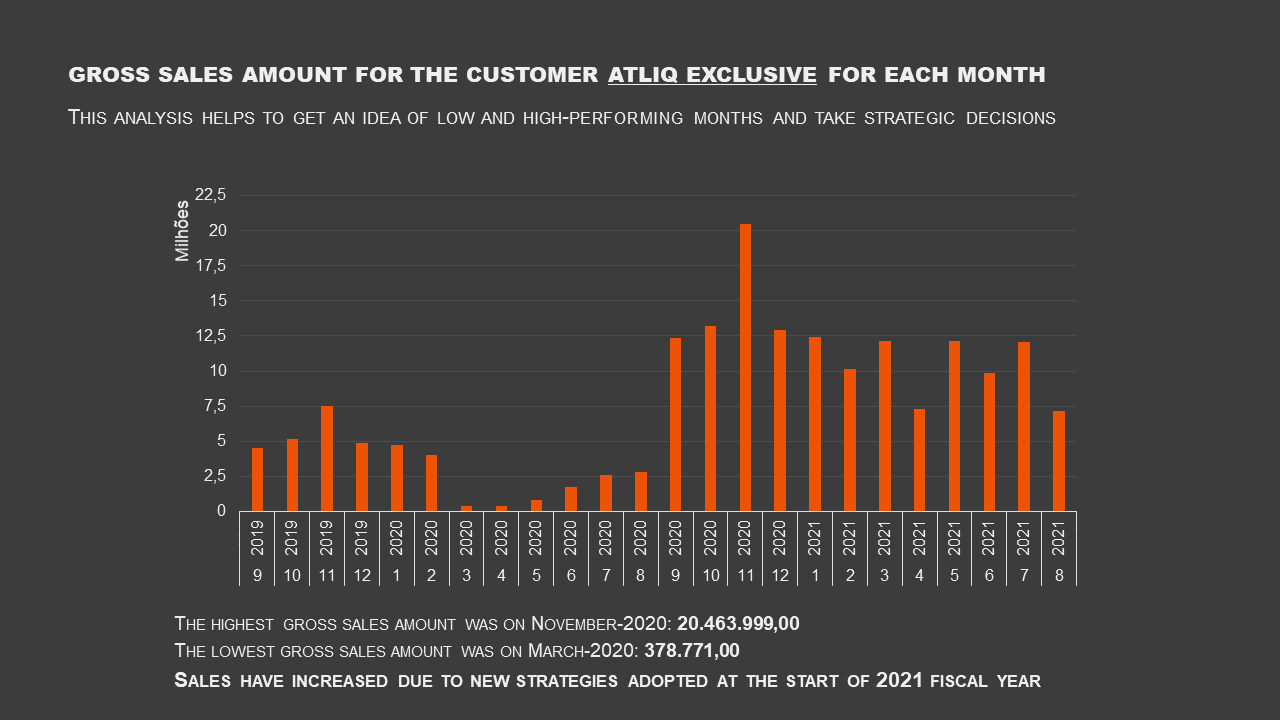 GROSS SALES AMOUNT FOR THE CUSTOMER ATLIQ EXCLUSIVE FOR EACH MONTH
THIS ANALYSIS HELPS TO GET AN IDEA OF LOW AND HIGH-PERFORMING MONTHS AND TAKE STRATEGIC DECISIONS
Milhões
22,5
20
17,5
15
12,5
10
7,5
5
2,5
0
2019 2019 2019 2019 2020 2020 2020 2020 2020 2020 2020 2020 2020 2020 2020 2020 2021 2021 2021 2021 2021 2021 2021 2021
9 10 11 12 1 2 3 4 5 6 7 8 9 10 11 12 1 2 3 4 5 6 7 8
THE HIGHEST GROSS SALES AMOUNT WAS ON NOVEMBER-2020: 20.463.999,00
THE LOWEST GROSS SALES AMOUNT WAS ON MARCH-2020: 378.771,00
SALES HAVE INCREASED DUE TO NEW STRATEGIES ADOPTED AT THE START OF 2021 FISCAL YEAR